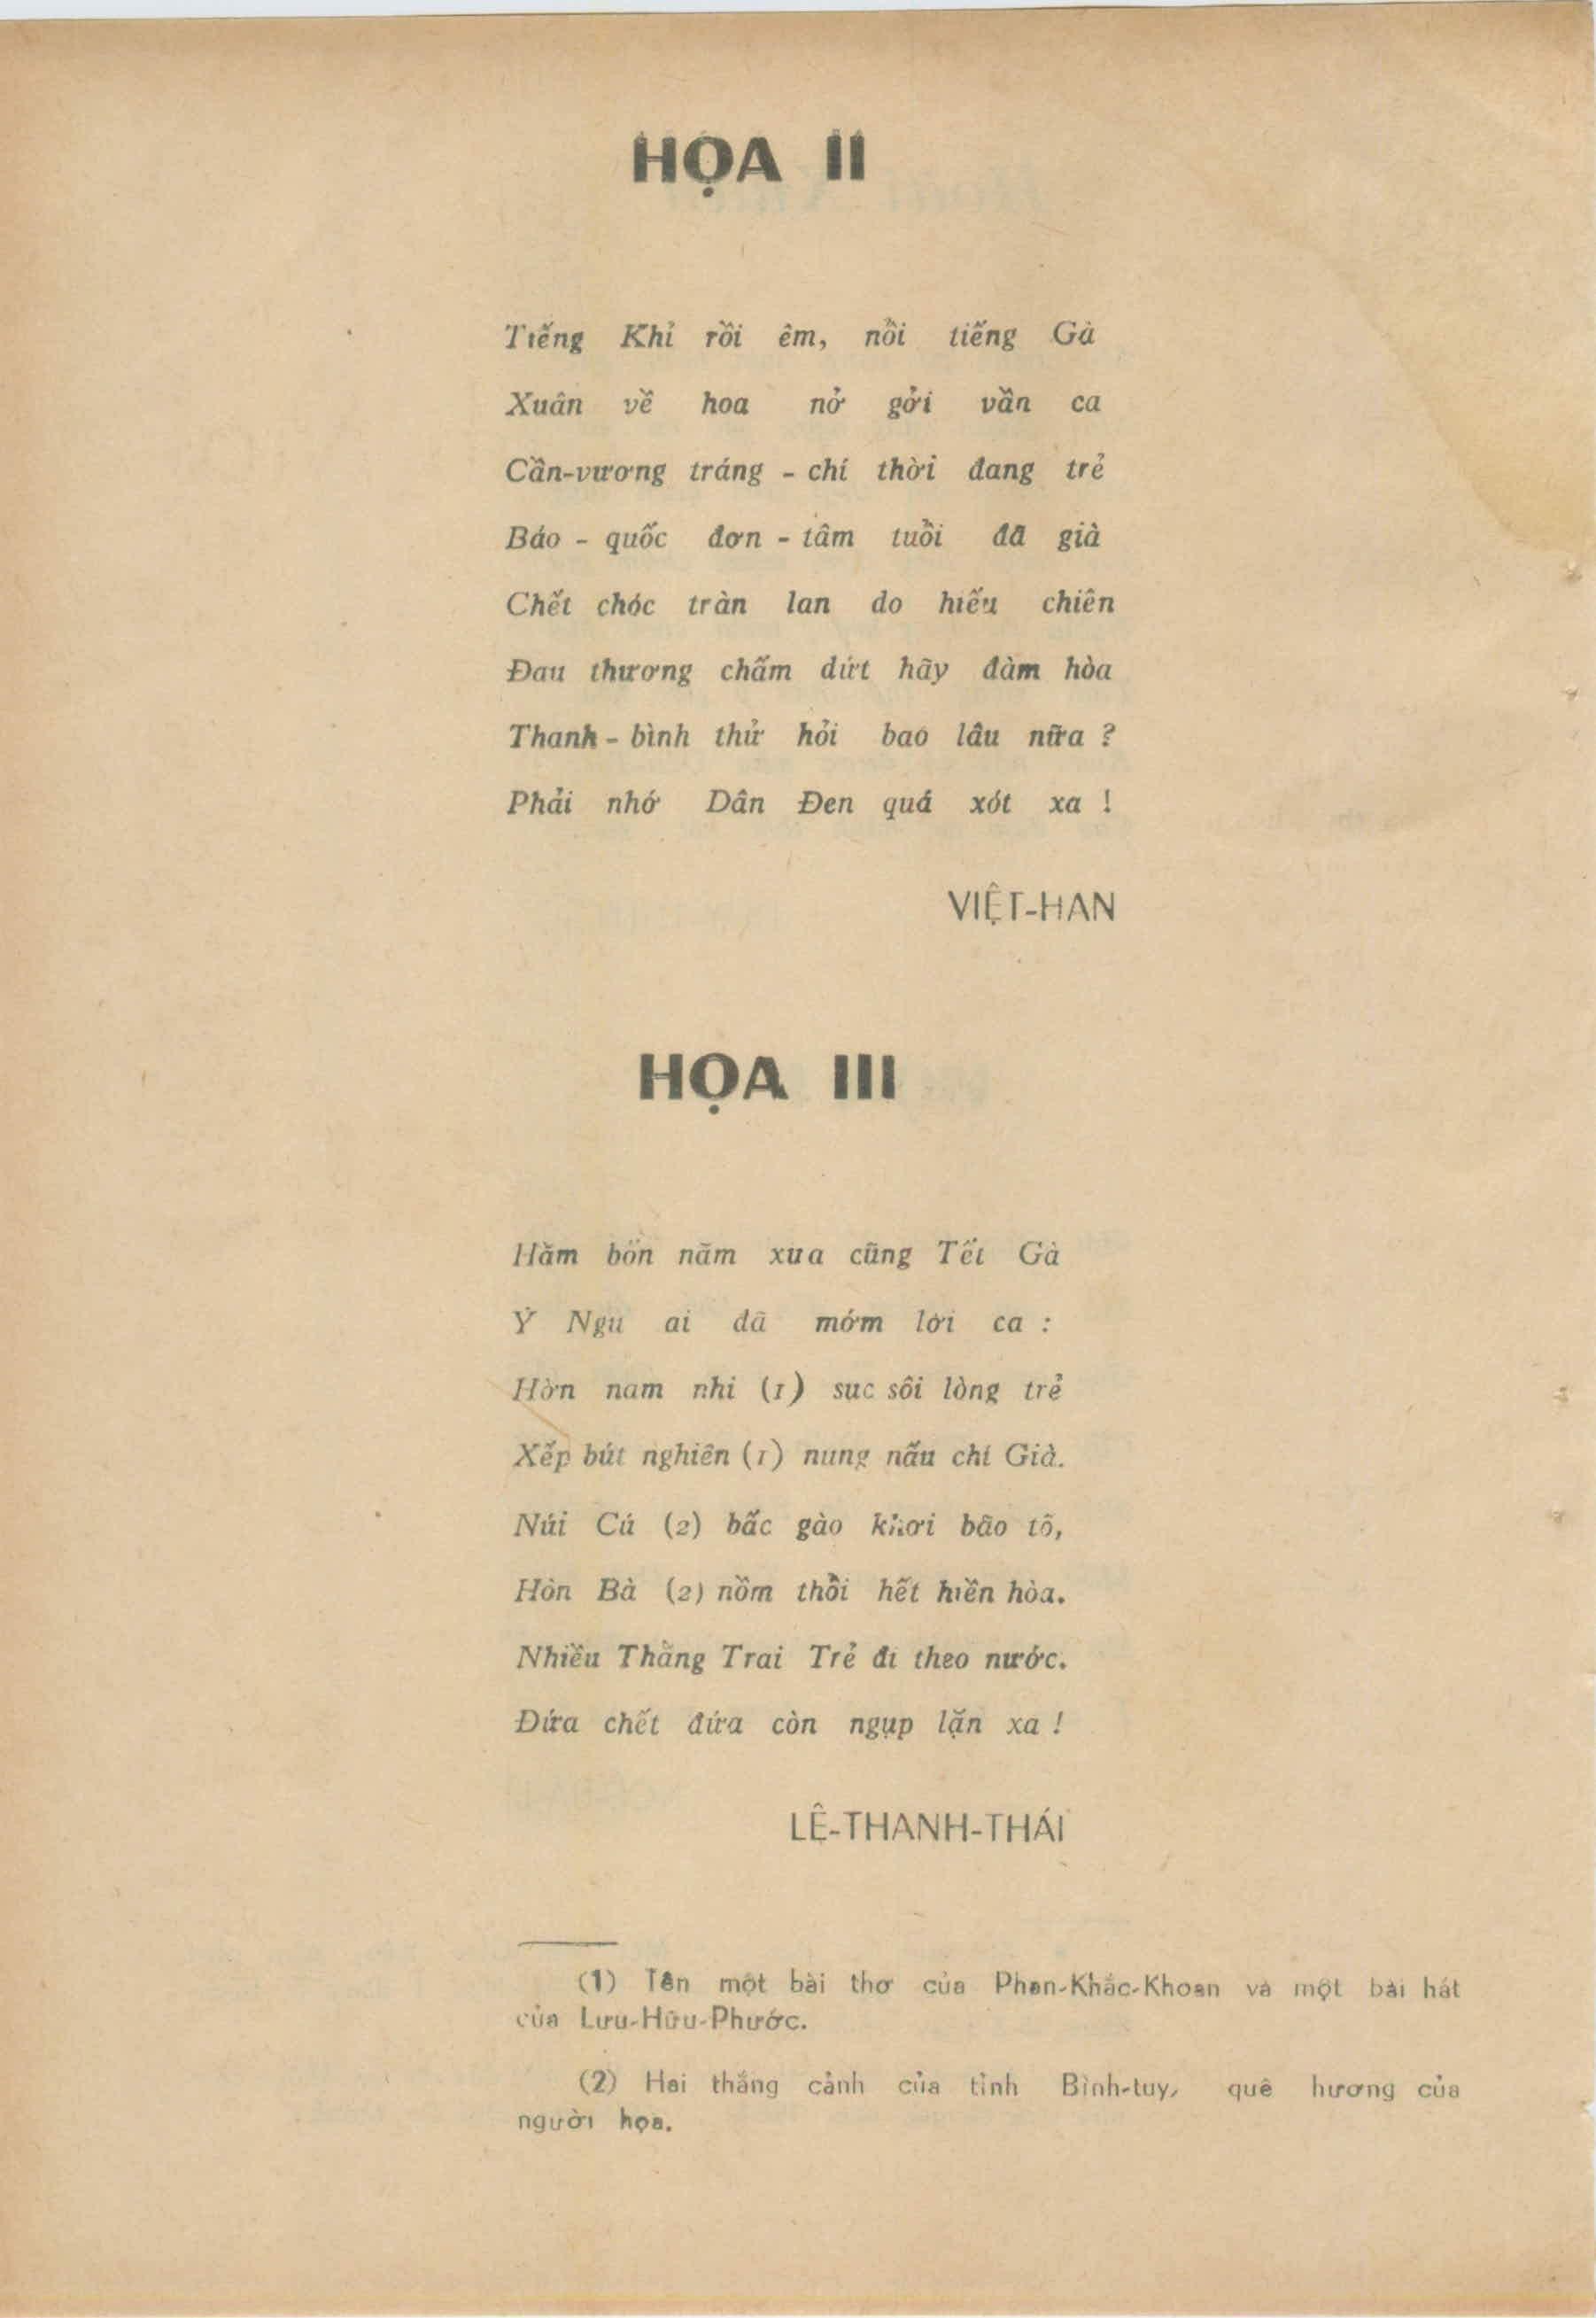 HỌA II
Tiếng Khỉ rồi êm, nổi tiếng Gà
Xuân về hoa nở gởi vần ca
Cần-vương tráng - chí thời đang trẻ
Báo - quốc đơn - tâm tuổi đã già
Chết chóc tràn lan do hiếu chiên
Đau thương chấm dứt hãy đàm hòa
Thanh - bình thử hỏi bao lâu nữa ?
Phải nhớ Dân Đen quá xót xa !
VIỆT-HAN
HỌA III
Hăm bốn năm xưa cũng Tết Gà
Ý Ngu ai đã mớm lời ca :
Hờn nam nhi (1) sục sôi lòng trẻ
Xếp bút nghiên (1) nung nấu chí Già.
Núi Cú (2) bấc gào khơi bão tố,
Hòn Bà (2) nồm thổi hết hiền hòa.
Nhiều Thằng Trai Trẻ đi theo nước.
Đứa chết đứa còn ngụp lặn xa !
LÊ-THANH-THÁI
(1) Tên một bài thơ của Phan-Khắc-Khoan và một bài hát
của Lưu-Hữu-Phước.
(2) Hai thắng cảnh của tỉnh Bình-tuy, quê hương của
người họa.